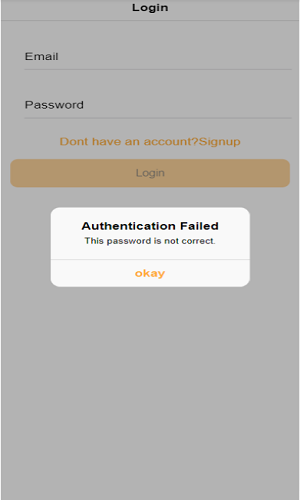 Login
Email
Password
Dont have an account?Signup
Login
Authentication Failed
This password is not correct.
okay